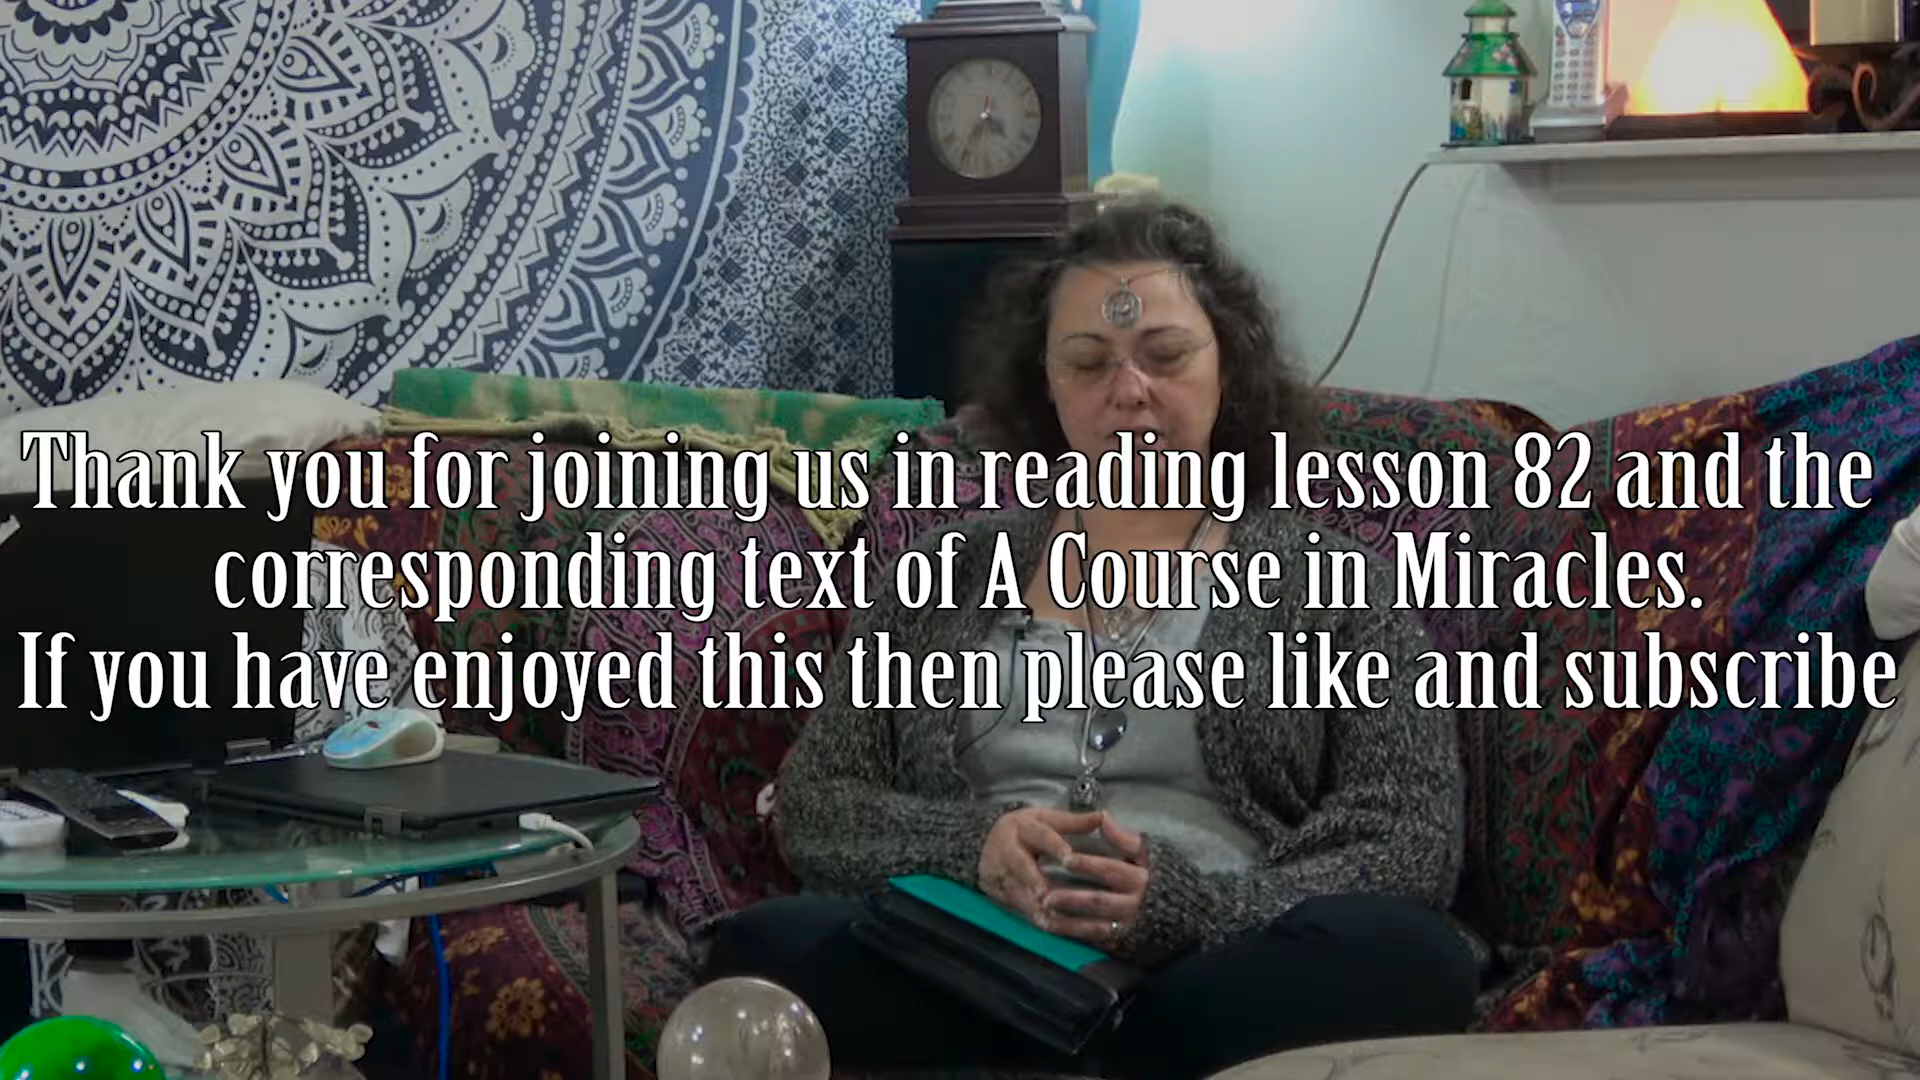 Thank you for joining us in reading lesson 82 and the
corresponding text of A Course in Miracles.
If you have enjoyed this then please like and subscribe